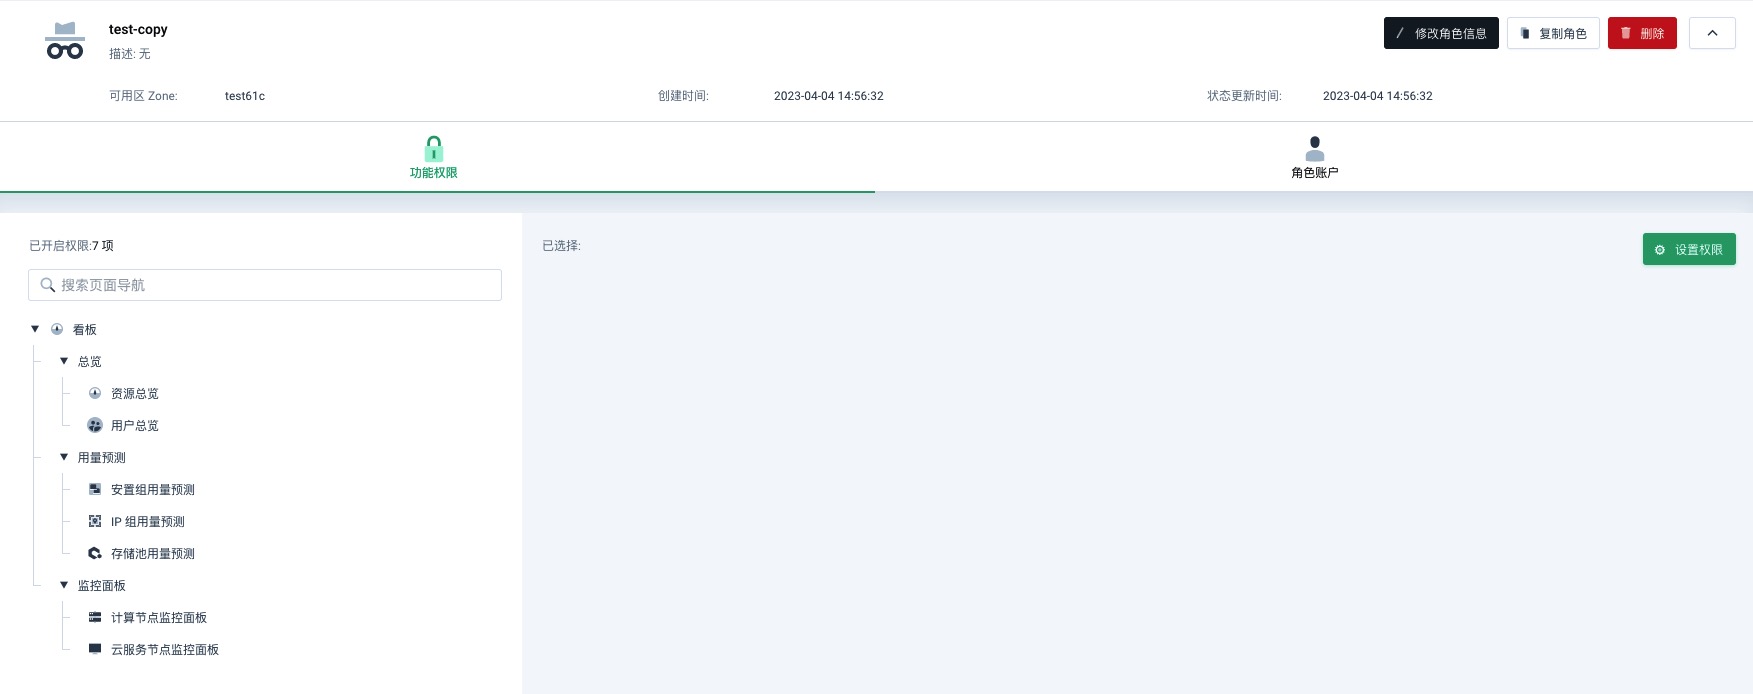 test-copy
描述: 无
修改角色信息
复制角色
删除
可用区 Zone: test61c
创建时间: 2023-04-04 14:56:32
状态更新时间: 2023-04-04 14:56:32
功能权限
角色账户
已开启权限:7 项
已选择:
设置权限
搜索页面导航
看板
总览
资源总览
用户总览
用量预测
安置组用量预测
IP 组用量预测
存储池用量预测
监控面板
计算节点监控面板
云服务节点监控面板